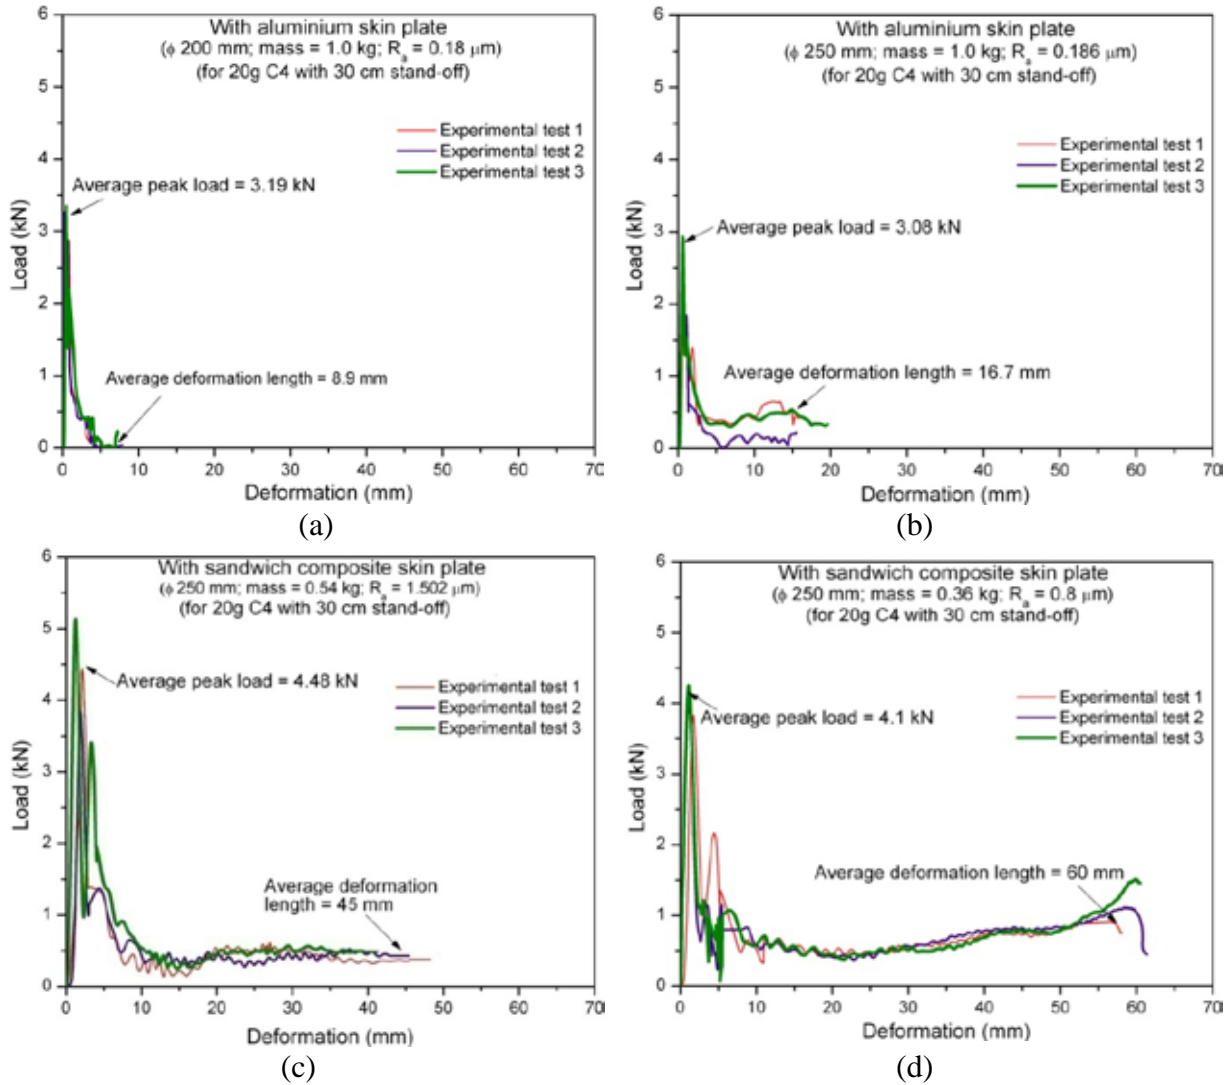 With aluminium skin plate
(ϕ 200 mm; mass = 1.0 kg; Ra = 0.18 μm)
(for 20g C4 with 30 cm stand-off)
Experimental test 1
Experimental test 2
Experimental test 3
Average peak load = 3.19 kN
Average deformation length = 8.9 mm
Load (kN)
6
5
4
3
2
1
0
0 10 20 30 40 50 60 70
Deformation (mm)
(a)
With aluminium skin plate
(ϕ 250 mm; mass = 1.0 kg; Ra = 0.186 μm)
(for 20g C4 with 30 cm stand-off)
Experimental test 1
Experimental test 2
Experimental test 3
Average peak load = 3.08 kN
Average deformation length = 16.7 mm
Load (kN)
6
5
4
3
2
1
0
0 10 20 30 40 50 60 70
Deformation (mm)
(b)
With sandwich composite skin plate
(ϕ 250 mm; mass = 0.54 kg; Ra = 1.502 μm)
(for 20g C4 with 30 cm stand-off)
Average peak load = 4.48 kN
Experimental test 1
Experimental test 2
Experimental test 3
Average deformation
length = 45 mm
Load (kN)
6
5
4
3
2
1
0
0 10 20 30 40 50 60 70
Deformation (mm)
(c)
With sandwich composite skin plate
(ϕ 250 mm; mass = 0.36 kg; Ra = 0.8 μm)
(for 20g C4 with 30 cm stand-off)
Experimental test 1
Average peak load = 4.1 kN
Experimental test 2
Experimental test 3
Average deformation length = 60 mm
Load (kN)
6
5
4
3
2
1
0
0 10 20 30 40 50 60 70
Deformation (mm)
(d)